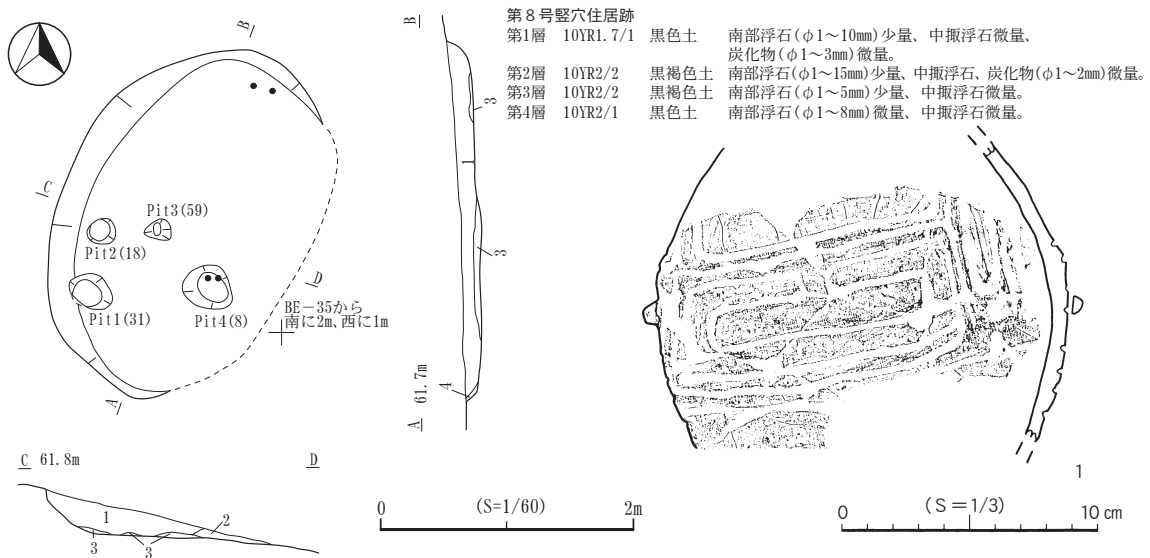 第８号竪穴住居跡
第1層 10YR1.7/1 黒色土 南部浮石(φ1～10mm)少量、中掫浮石微量、
炭化物(φ1～3mm)微量。
第2層 10YR2/2 黒褐色土 南部浮石(φ1～15mm)少量、中掫浮石、炭化物(φ1～2mm)微量。
第3層 10YR2/2 黒褐色土 南部浮石(φ1～5mm)少量、中掫浮石微量。
第4層 10YR2/1 黒色土 南部浮石(φ1～8mm)微量、中掫浮石微量。
B
C
Pit3(59)
Pit2(18)
Pit1(31)
Pit4(8)
D
BE－35から
南に2m、西に1m
A
B
3
1
3
4
A 61.7m
C 61.8m
D
1
2
3
3
0 (S=1/60) 2m
1
0 (S＝1/3) 10 cm